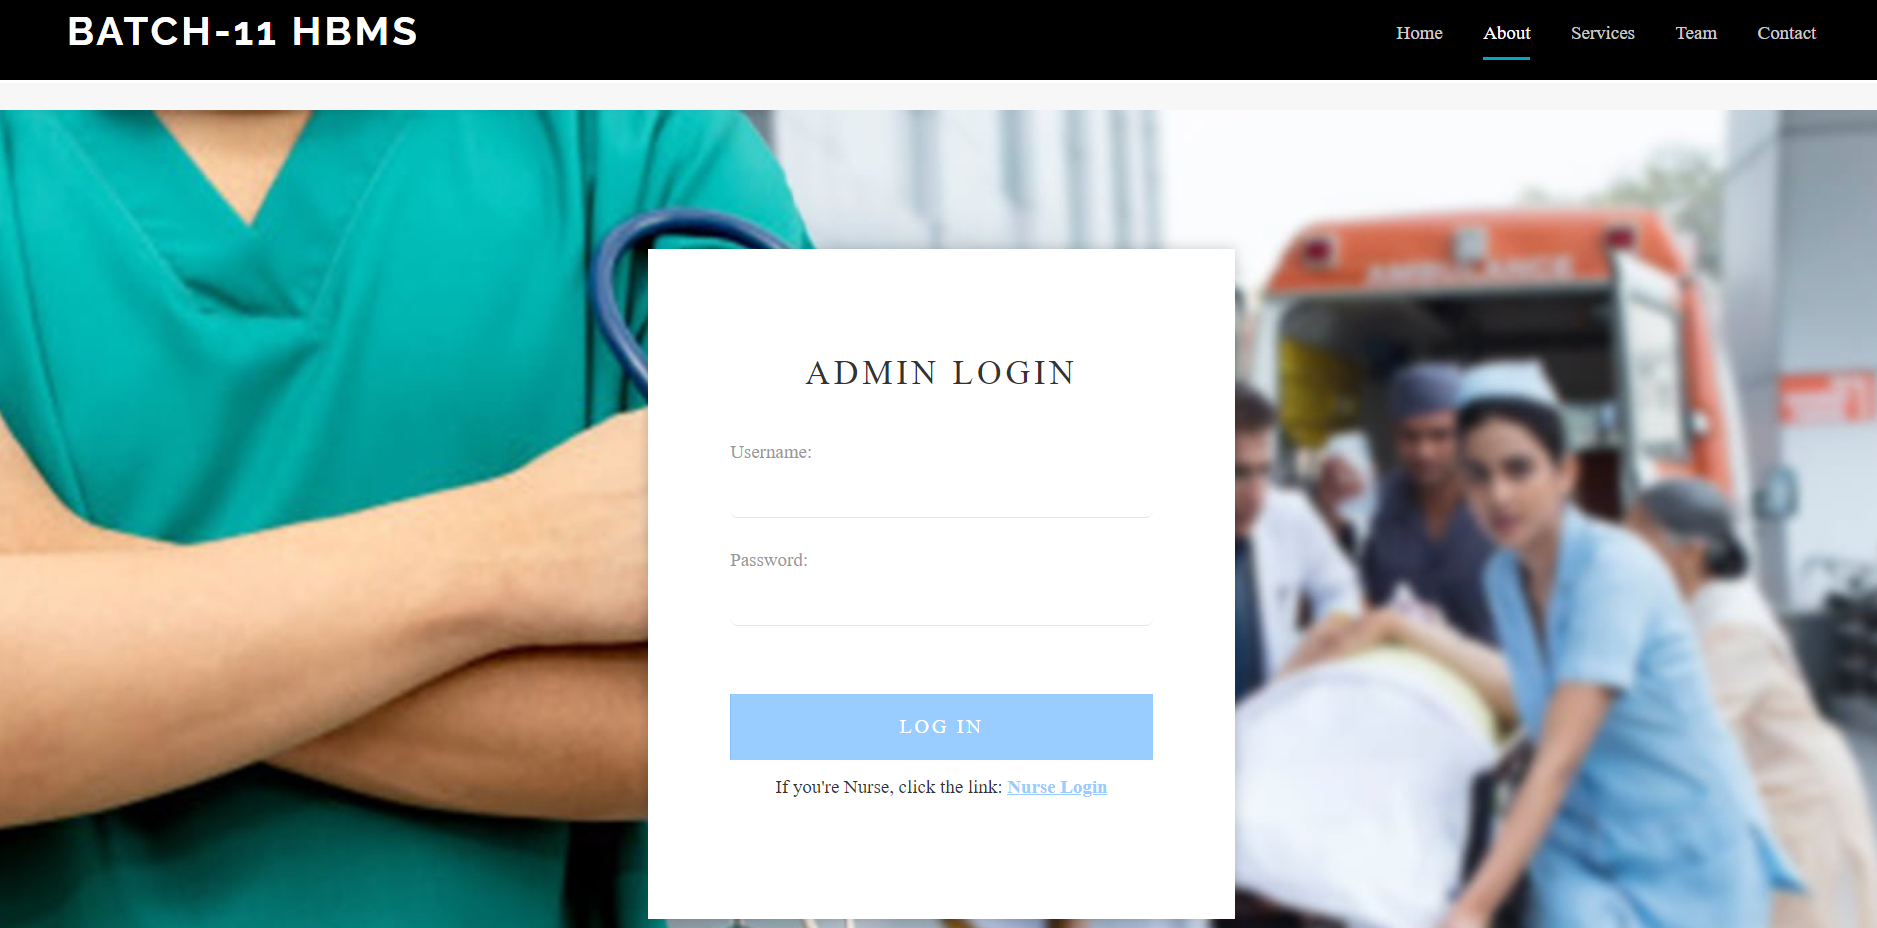 BATCH-11 HBMS
Home About Services Team Contact
AMBULANCE
ADMIN LOGIN
Username:
Password:
LOG IN
If you're Nurse, click the link: Nurse Login